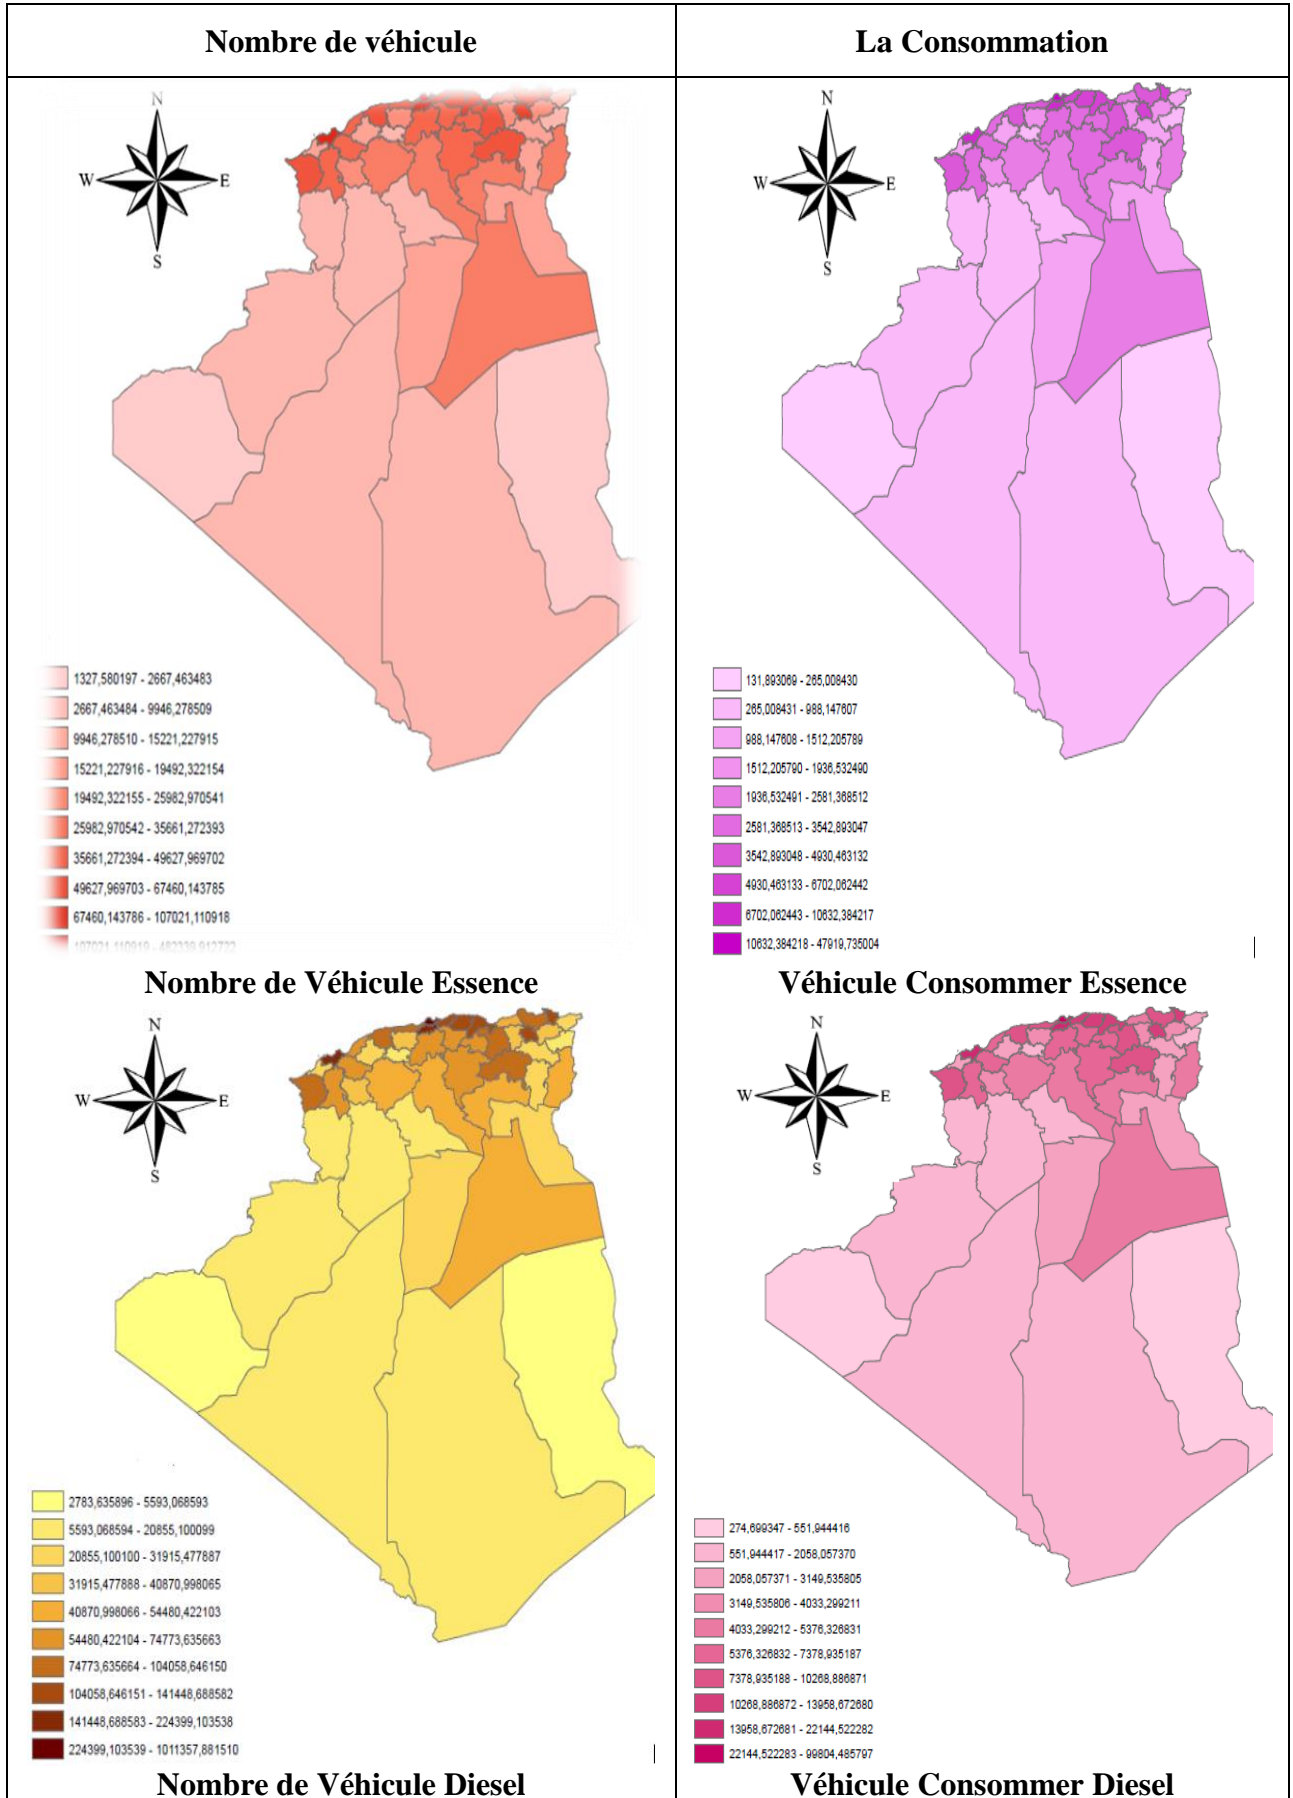 Nombre de véhicule
La Consommation
N
W
E
S
1327,580197 - 2667,463483
2667,463484 - 9946,278509
9946,278510 - 15221,227915
15221,227916 - 19492,322154
19492,322155 - 25982,970541
25982,970542 - 35661,272393
35661,272394 - 49627,969702
49627,969703 - 67460,143785
67460,143786 - 107021,110918
107021,110919 - 482339,912722
Nombre de Véhicule Essence
N
W
E
S
131,893069 - 265,008430
265,008431 - 988,147607
988,147608 - 1512,205789
1512,205790 - 1936,532490
1936,532491 - 2581,368512
2581,368513 - 3542,893047
3542,893048 - 4930,463132
4930,463133 - 6702,062442
6702,062443 - 10632,384217
10632,384218 - 47919,735004
Véhicule Consommer Essence
N
W
E
S
2783,635896 - 5593,068593
5593,068594 - 20855,100099
20855,100100 - 31915,477887
31915,477888 - 40870,998065
40870,998066 - 54480,422103
54480,422104 - 74773,635663
74773,635664 - 104058,646150
104058,646151 - 141448,688582
141448,688583 - 224399,103538
224399,103539 - 1011357,881510
Nombre de Véhicule Diesel
N
W
E
S
274,699347 - 551,944416
551,944417 - 2058,057370
2058,057371 - 3149,535805
3149,535806 - 4033,299211
4033,299212 - 5376,326831
5376,326832 - 7378,935187
7378,935188 - 10268,886871
10268,886872 - 13958,672680
13958,672681 - 22144,522282
22144,522283 - 99804,485797
Véhicule Consommer Diesel